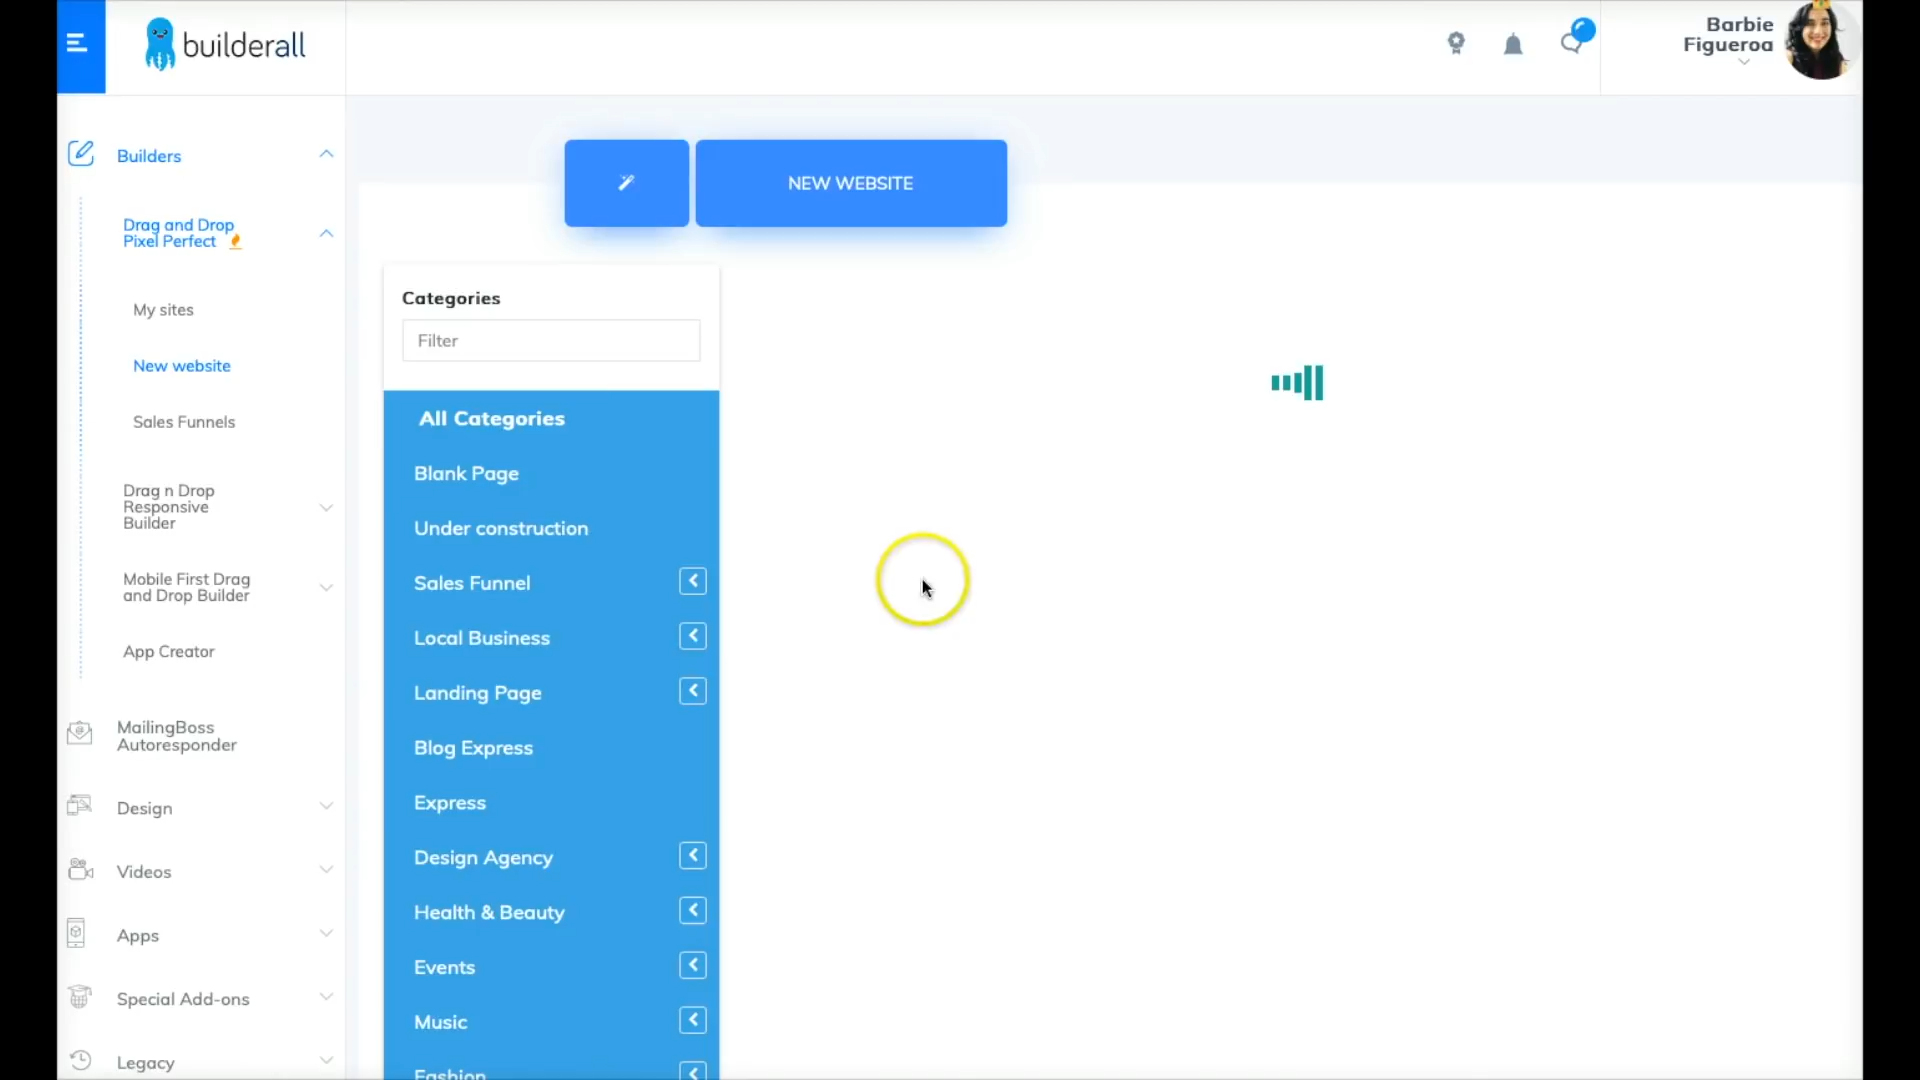 builderall
Barbie
Figueroa
Builders
Drag and Drop
Pixel Perfect
My sites
New website
Sales Funnels
Drag n Drop
Responsive
Builder
Mobile First Drag
and Drop Builder
App Creator
MailingBoss
Autoresponder
Design
Videos
Apps
Special Add-ons
Legacy
NEW WEBSITE
Categories
Filter
All Categories
Blank Page
Under construction
Sales Funnel
Local Business
Landing Page
Blog Express
Express
Design Agency
Health & Beauty
Events
Music
Fashion